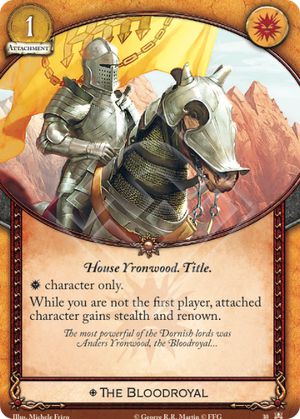 1
ATTACHMENT
House Yronwood. Title.
character only.
While you are not the first player, attached
character gains stealth and renown.
The most powerful of the Dornish lords was
Anders Yronwood, the Bloodroyal...
THE BLOODROYAL
Illus. Michele Frigo
© George R.R. Martin © FFG